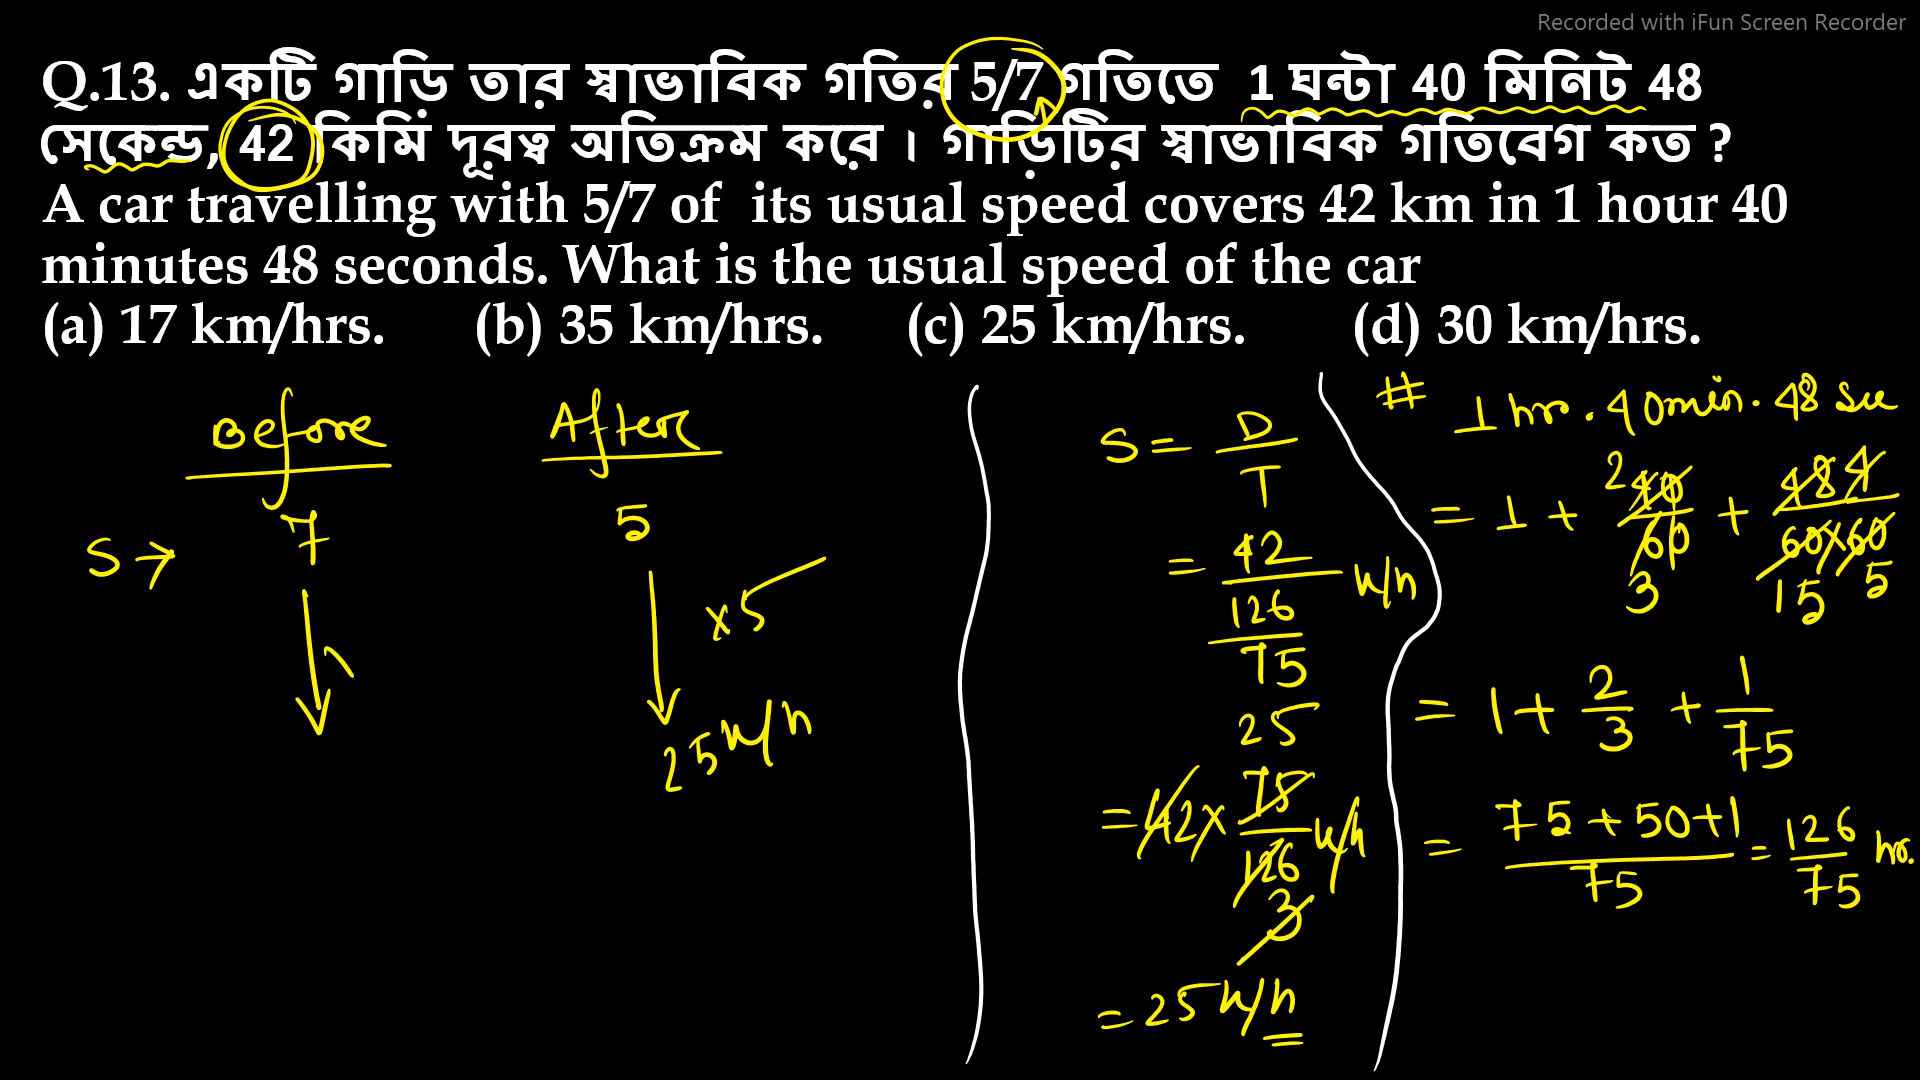 Recorded with iFun Screen Recorder
Q.13. একটি গাড়ি তার স্বাভাবিক গতির 5/7 গতিতে 1 ঘন্টা 40 মিনিট 48
সেকেন্ড, 42 কিমি দূরত্ব অতিক্রম করে । গাড়িটির স্বাভাবিক গতিবেগ কত ?
A car travelling with 5/7 of its usual speed covers 42 km in 1 hour 40
minutes 48 seconds. What is the usual speed of the car
(a) 17 km/hrs. (b) 35 km/hrs. (c) 25 km/hrs. (d) 30 km/hrs.
Before After
S → 7 5
×5
25 k/h
S = D/T
= 42/(126/75) k/h
25
= 42 × 75/126 k/h
3
= 25 k/h
# 1 hr. 40 min. 48 sec
= 1 + 40/60 + 48/(60×60)
2 4
3 15 5
= 1 + 2/3 + 1/75
= (75+50+1)/75 = 126/75 hr.